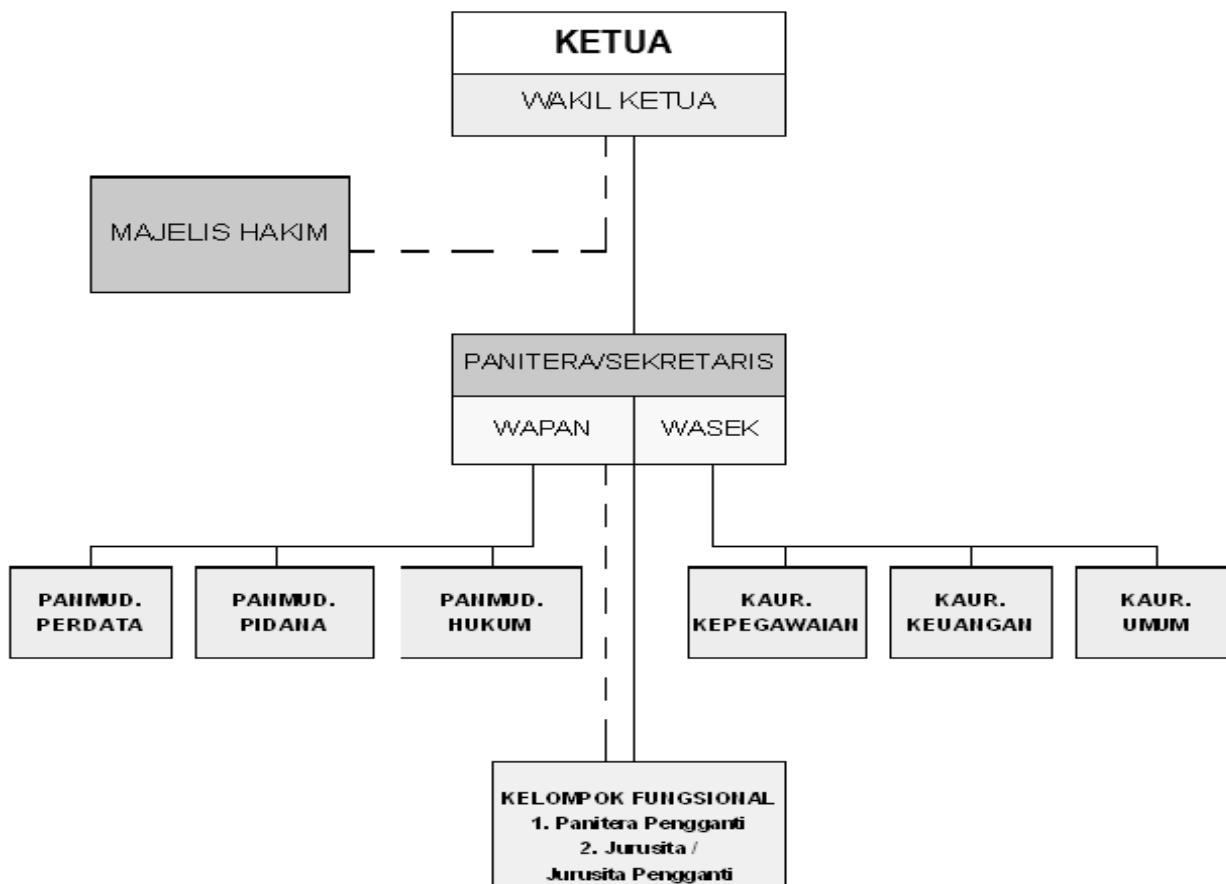 KETUA
WAKIL KETUA
MAJELIS HAKIM
PANITERA/SEKRETARIS
WAPAN
WASEK
PANMUD.
PERDATA
PANMUD.
PIDANA
PANMUD.
HUKUM
KAUR.
KEPEGAWAIAN
KAUR.
KEUANGAN
KAUR.
UMUM
KELOMPOK FUNGSIONAL
1. Panitera Pengganti
2. Jurusita /
Jurusita Pengganti